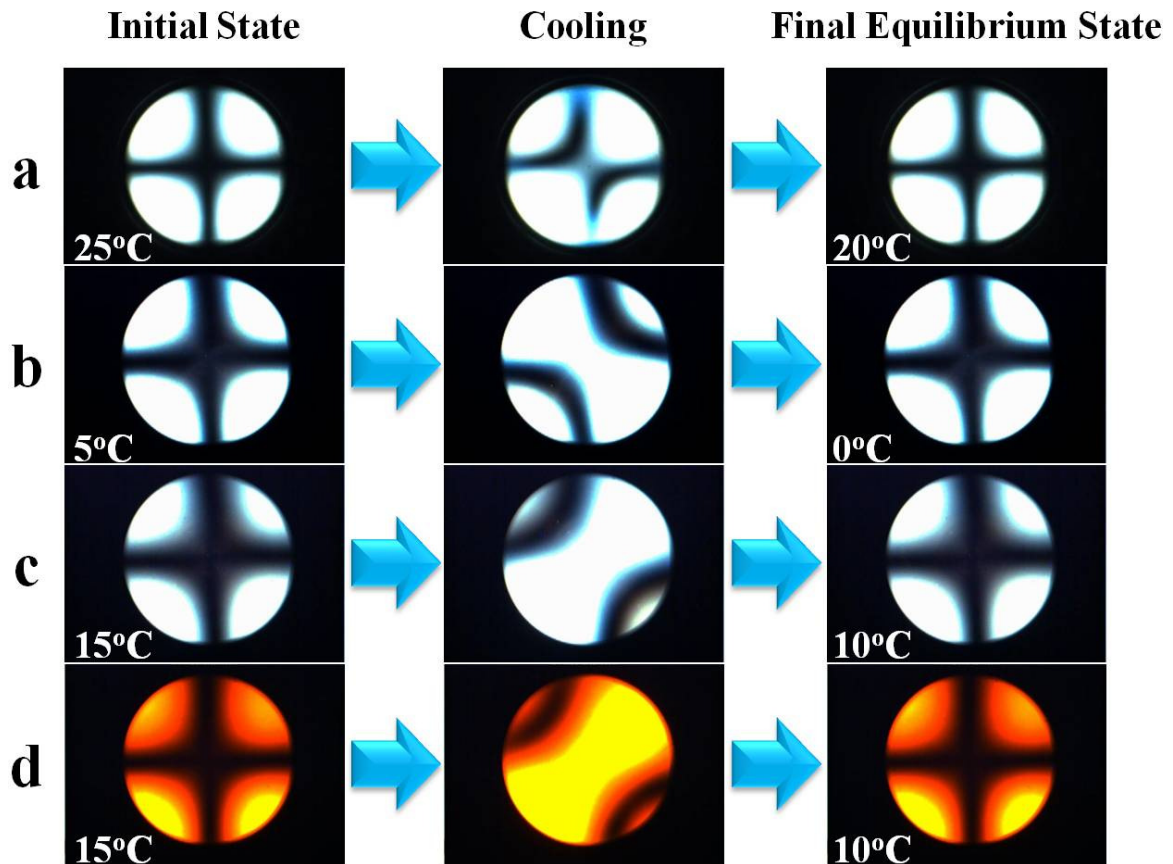 Initial State
Cooling
Final Equilibrium State
a
25°C
20°C
b
5°C
0°C
c
15°C
10°C
d
15°C
10°C